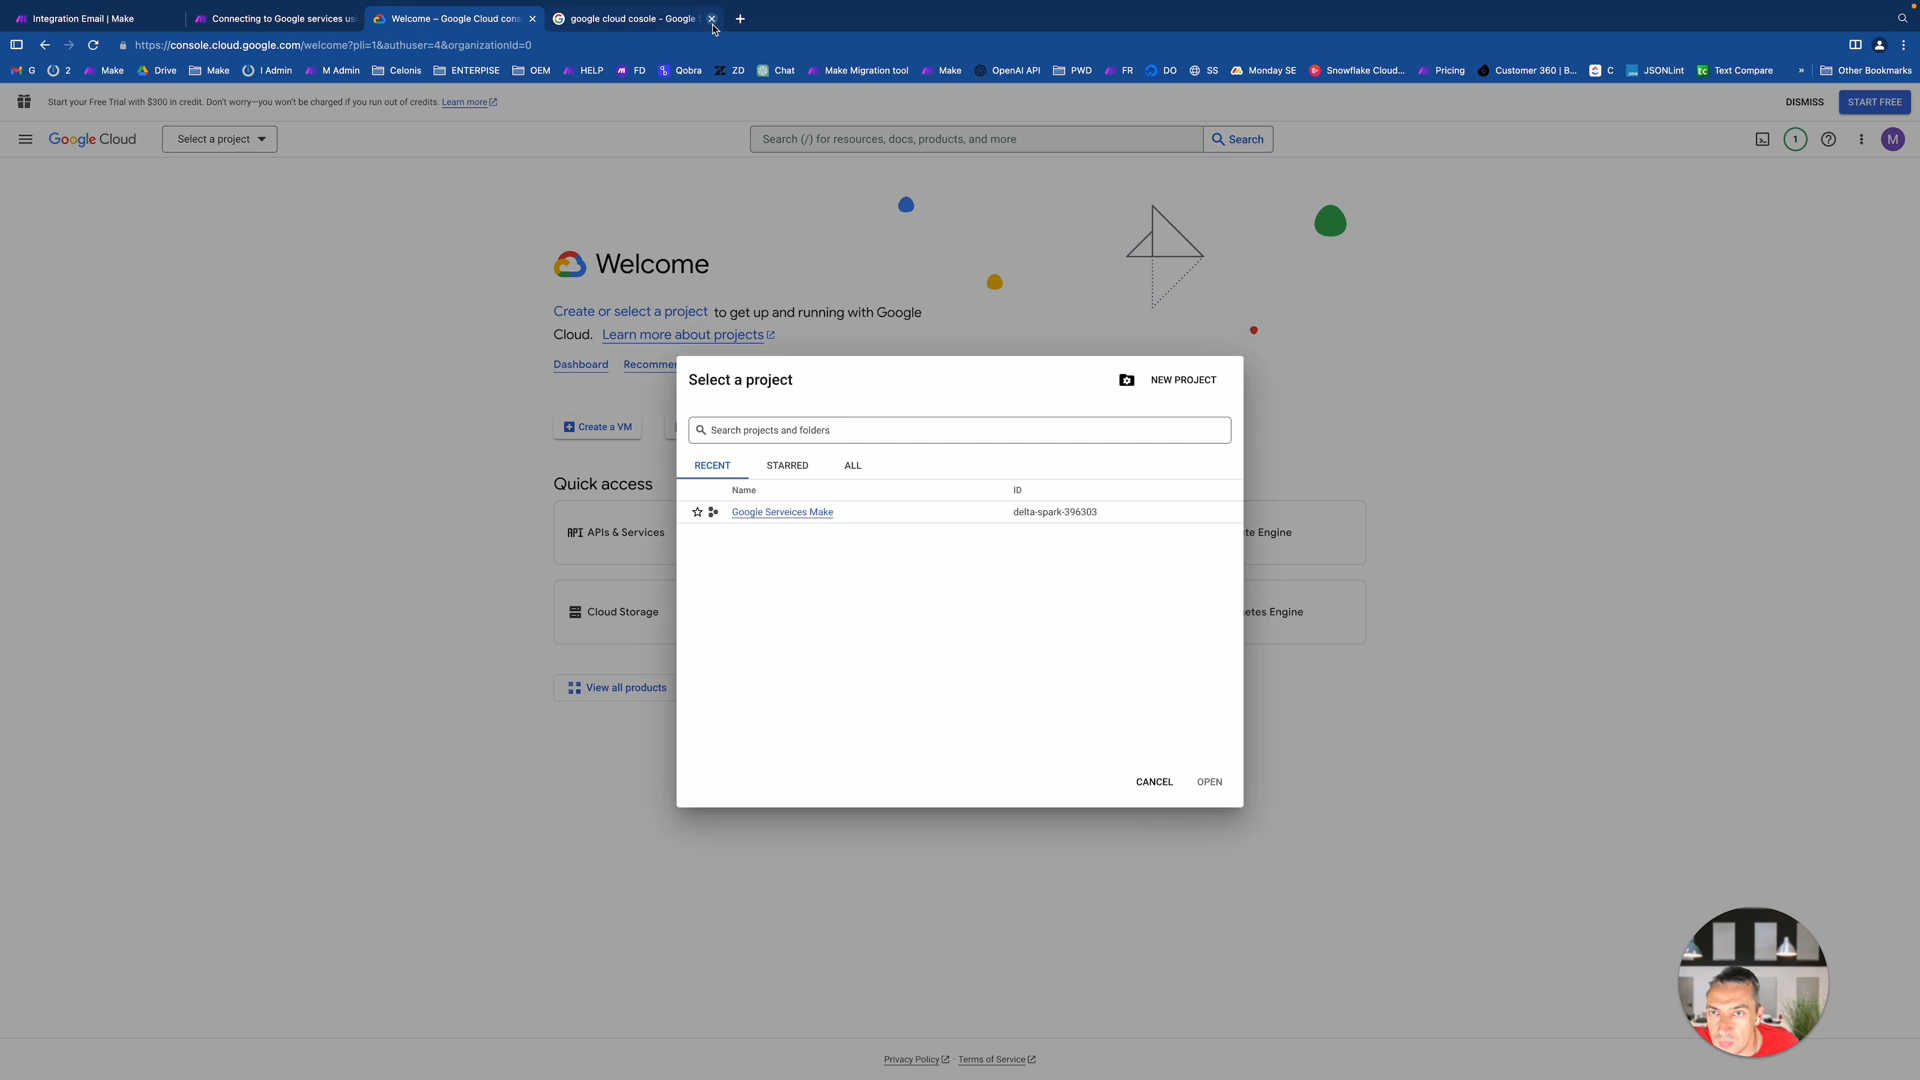 Integration Email | Make
Connecting to Google services us
Welcome – Google Cloud cons
google cloud cosole - Google
https://console.cloud.google.com/welcome?pli=1&authuser=4&organizationId=0
G
2
Make
Drive
Make
I Admin
M Admin
Celonis
ENTERPISE
OEM
HELP
FD
Qobra
ZD
Chat
Make Migration tool
Make
OpenAI API
PWD
FR
DO
SS
Monday SE
Snowflake Cloud...
Pricing
Customer 360 | B...
C
JSONLint
Text Compare
»
Other Bookmarks
Start your Free Trial with $300 in credit. Don't worry—you won't be charged if you run out of credits. Learn more
DISMISS
START FREE
Google Cloud
Select a project
Search (/) for resources, docs, products, and more
Search
1
M
Welcome
Create or select a project to get up and running with Google
Cloud. Learn more about projects
Dashboard
Recommen
Select a project
NEW PROJECT
Create a VM
Search projects and folders
RECENT
STARRED
ALL
Quick access
Name
ID
Google Serveices Make
delta-spark-396303
API APIs & Services
te Engine
Cloud Storage
etes Engine
View all products
CANCEL
OPEN
Privacy Policy · Terms of Service